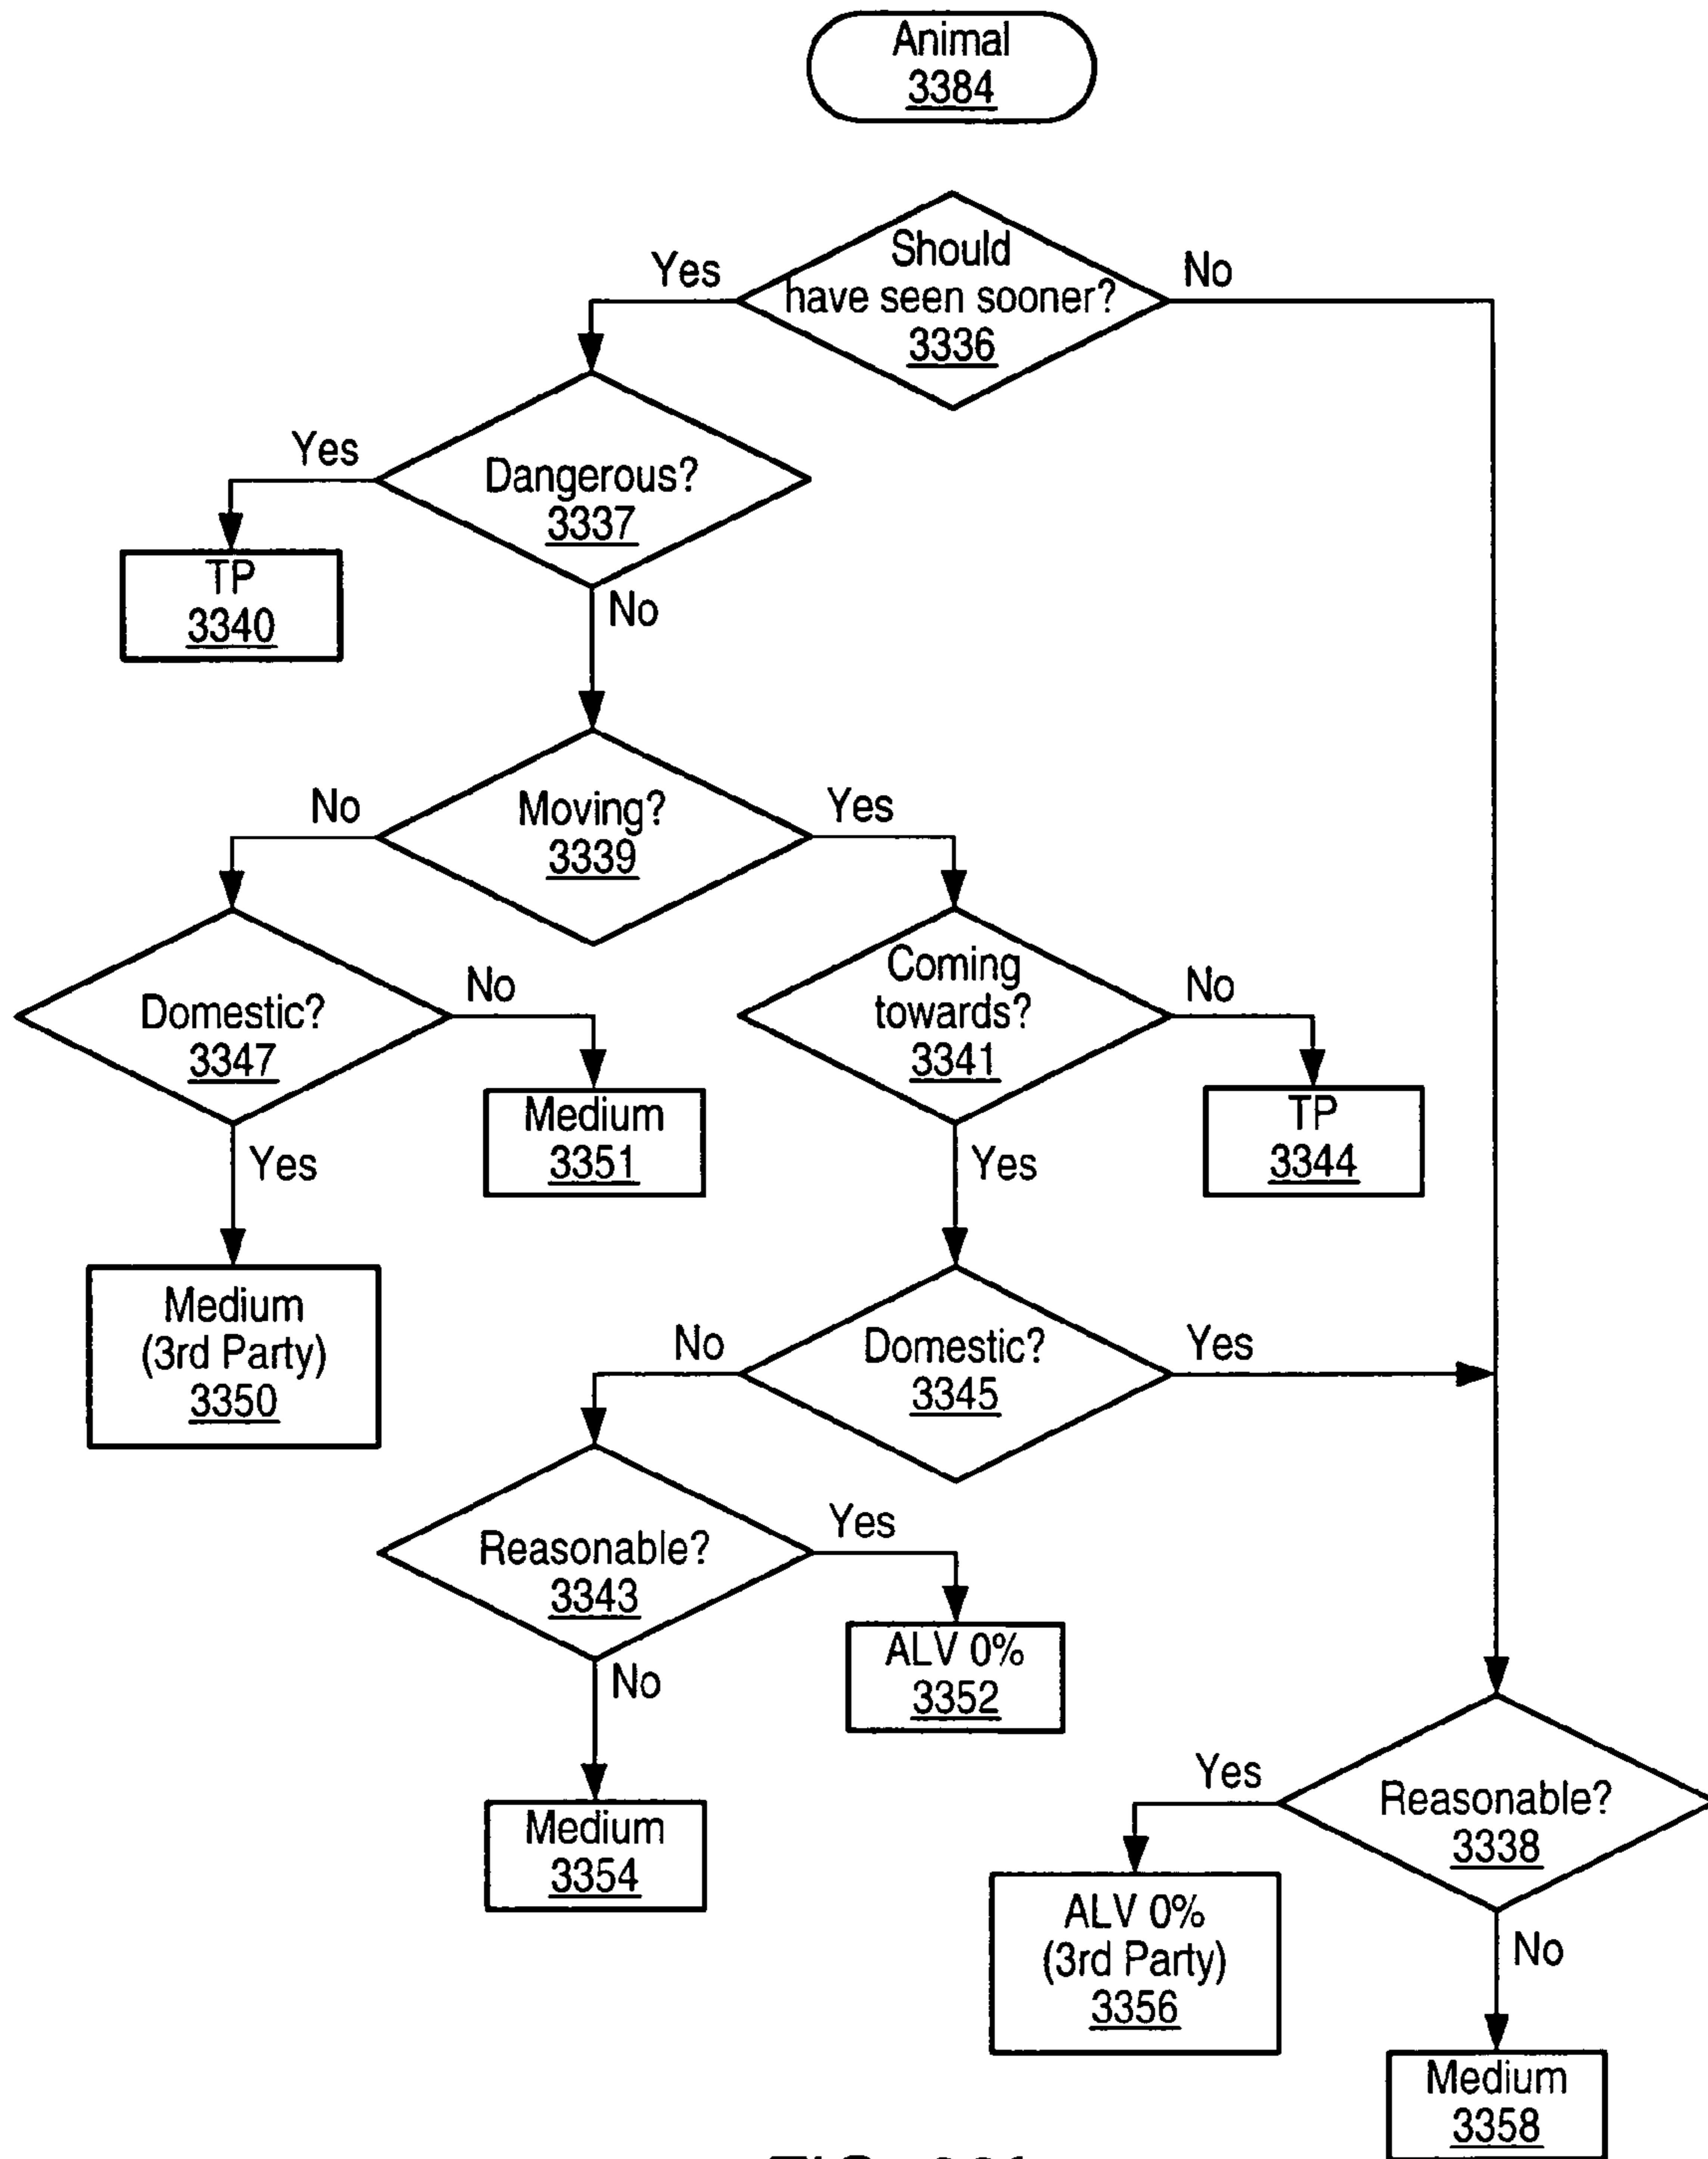 Animal
3384
Should
have seen sooner?
3336
Yes
No
Dangerous?
3337
Yes
No
TP
3340
Moving?
3339
No
Yes
Domestic?
3347
No
Yes
Coming
towards?
3341
No
Yes
Medium
3351
TP
3344
Medium
(3rd Party)
3350
Domestic?
3345
No
Yes
Reasonable?
3343
Yes
No
ALV 0%
3352
Medium
3354
Reasonable?
3338
Yes
No
ALV 0%
(3rd Party)
3356
Medium
3358